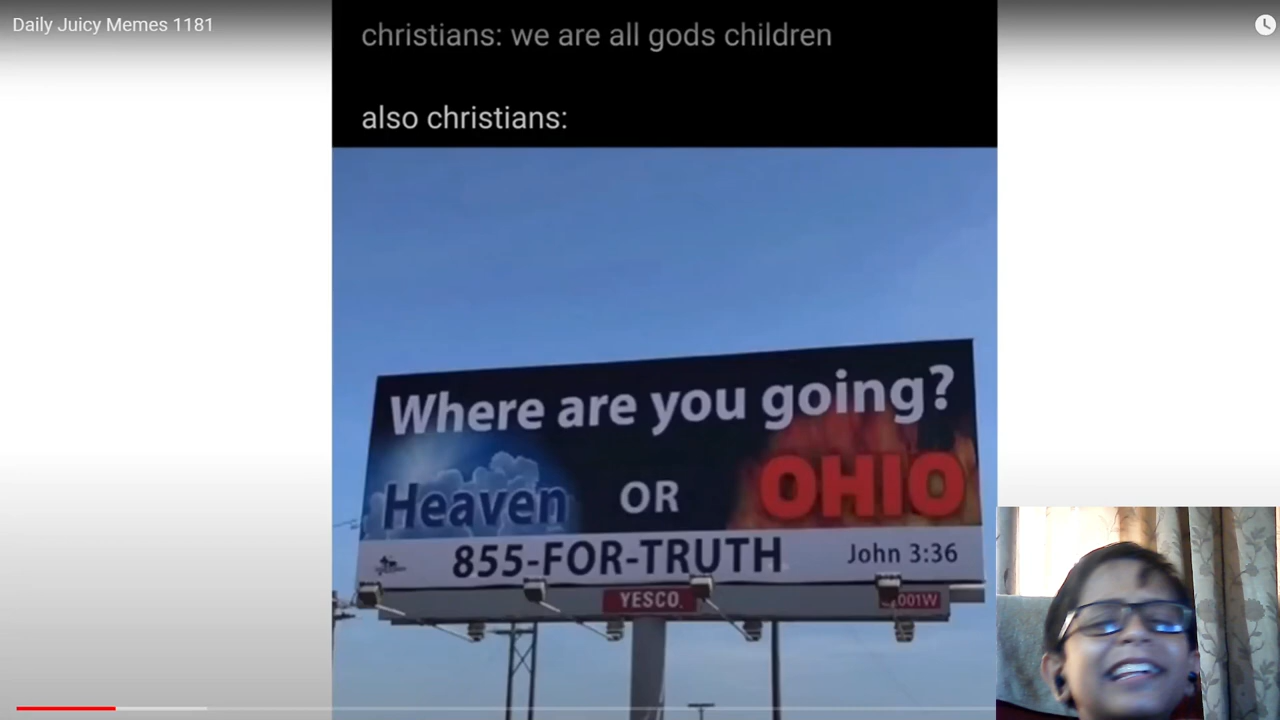 Daily Juicy Memes 1181
christians: we are all gods children
also christians:
Where are you going?
Heaven OR OHIO
855-FOR-TRUTH John 3:36
YESCO.